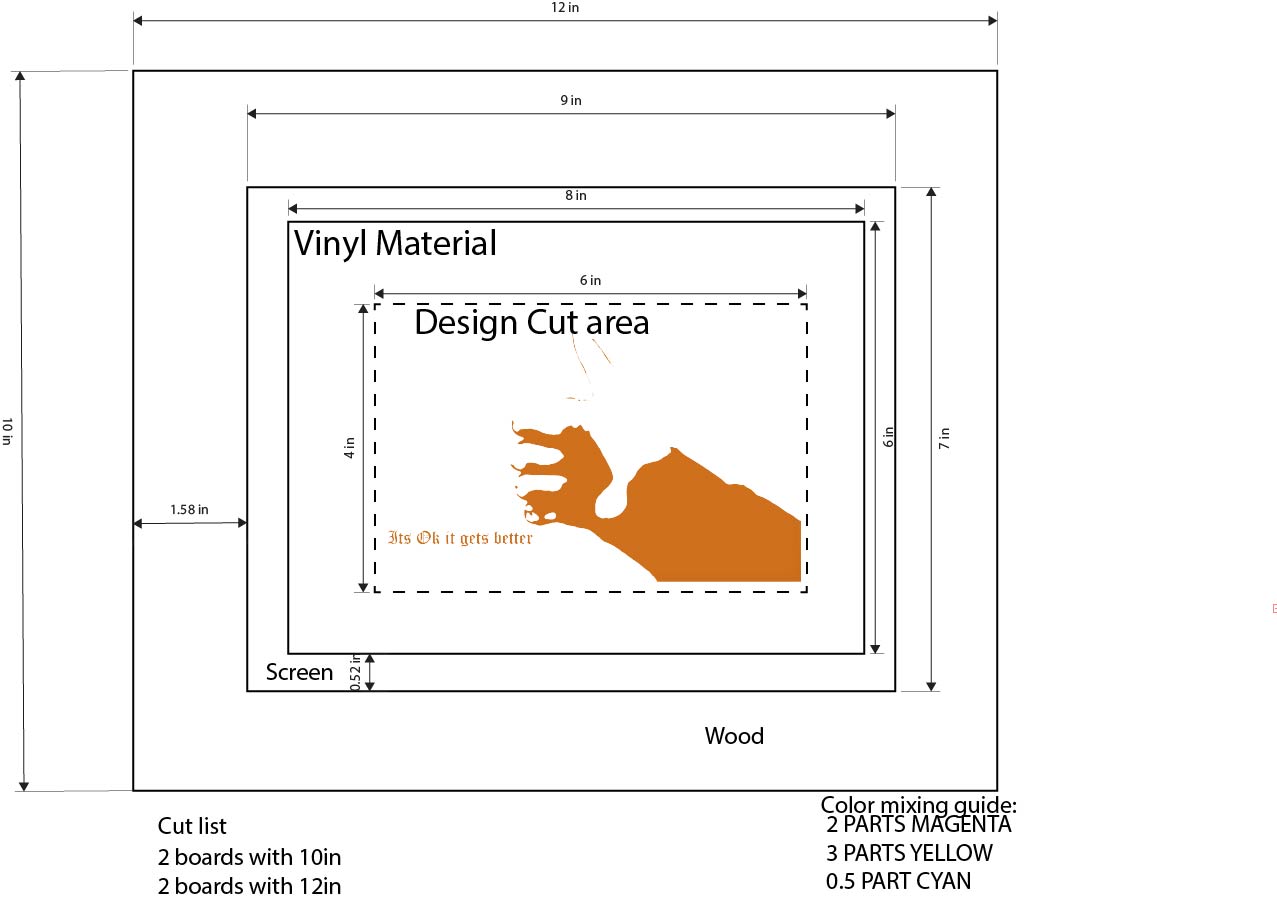 12 in
9 in
8 in
Vinyl Material
6 in
Design Cut area
10 in
4 in
6 in
7 in
1.58 in
Its Ok it gets better
Screen
0.52 in
Wood
Cut list
2 boards with 10in
2 boards with 12in
Color mixing guide:
2 PARTS MAGENTA
3 PARTS YELLOW
0.5 PART CYAN